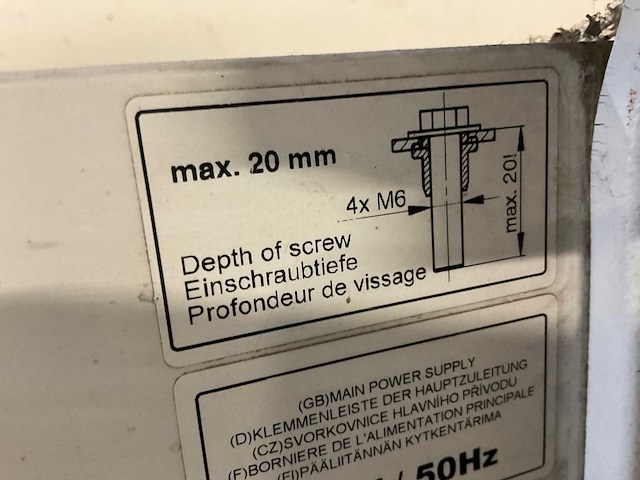 max. 20 mm
4x M6
max. 20!
Depth of screw
Einschraubtiefe
Profondeur de vissage
(GB)MAIN POWER SUPPLY
(D)KLEMMENLEISTE DER HAUPTZULEITUNG
(CZ)SVORKOVNICE HLAVNÍHO PŘÍVODU
(F)BORNIERE DE L'ALIMENTATION PRINCIPALE
(FI)PÄÄLIITÄNNÄN KYTKENTÄRIMA
50Hz